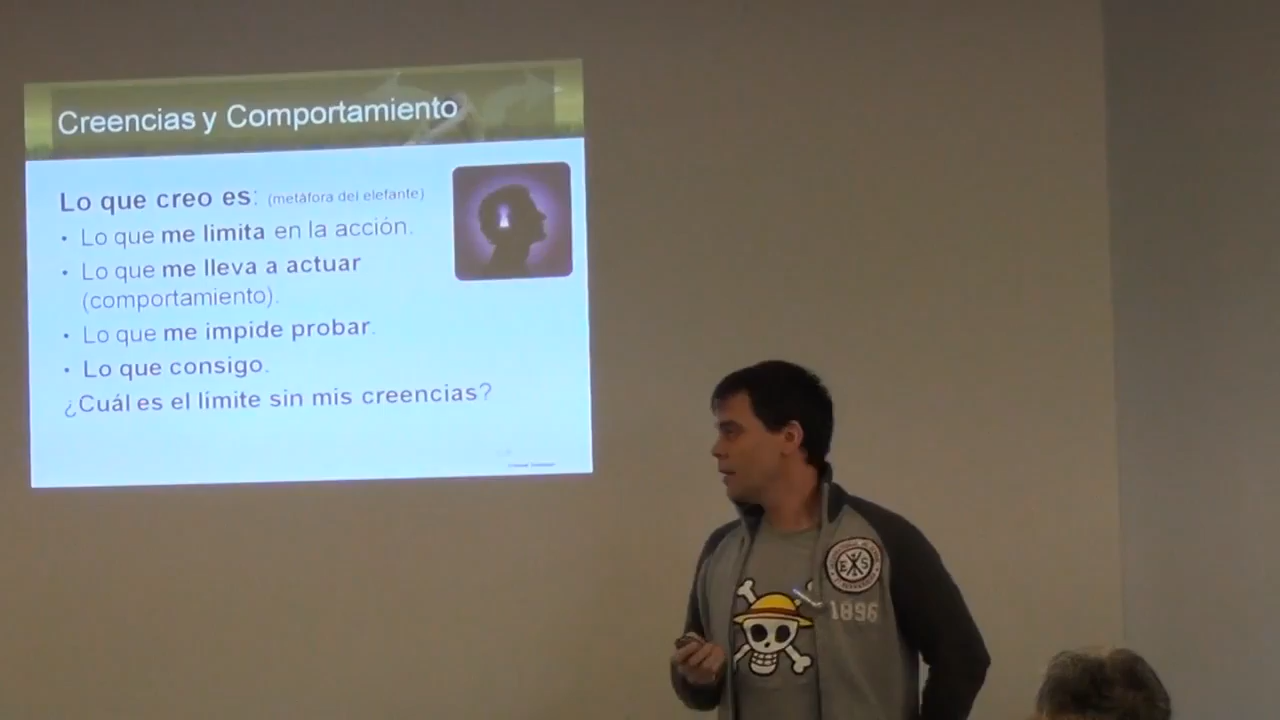 Creencias y Comportamiento
Lo que creo es: (metáfora del elefante)
• Lo que me limita en la acción.
• Lo que me lleva a actuar
(comportamiento).
• Lo que me impide probar.
• Lo que consigo.
¿Cuál es el límite sin mis creencias?
E S
1896